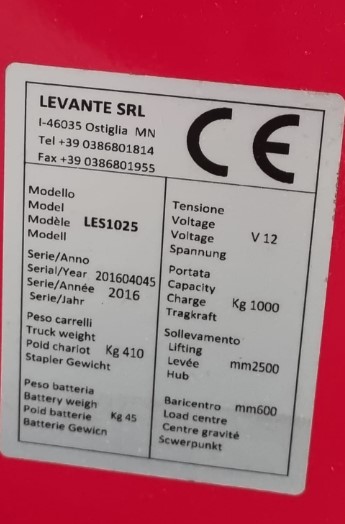 LEVANTE SRL
I-46035 Ostiglia MN
Tel +39 0386801814
Fax +39 0386801955
CE
Modello
Model
Modèle LES1025
Modell
Serie/Anno
Serial/Year 201604045
Serie/Année 2016
Serie/Jahr
Peso carrelli
Truck weight
Poid chariot Kg 410
Stapler Gewicht
Peso batteria
Battery weigh
Poid batterie Kg 45
Batterie Gewicn
Tensione
Voltage
Voltage V 12
Spannung
Portata
Capacity
Charge Kg 1000
Tragkraft
Sollevamento
Lifting
Levée mm2500
Hub
Baricentro mm600
Load centre
Centre gravité
Scwerpunkt